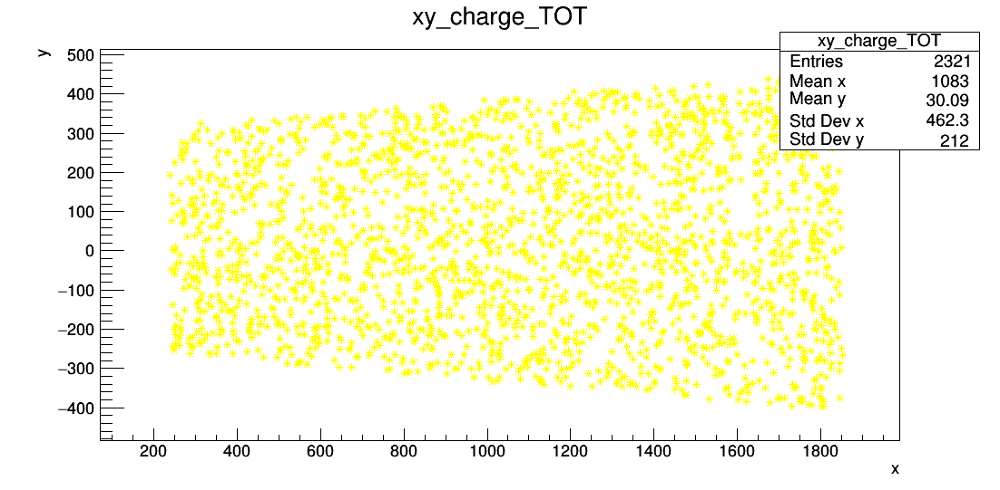 xy_charge_TOT
xy_charge_TOT
Entries 2321
Mean x 1083
Mean y 30.09
Std Dev x 462.3
Std Dev y 212
y
500
400
300
200
100
0
−100
−200
−300
−400
200 400 600 800 1000 1200 1400 1600 1800
x